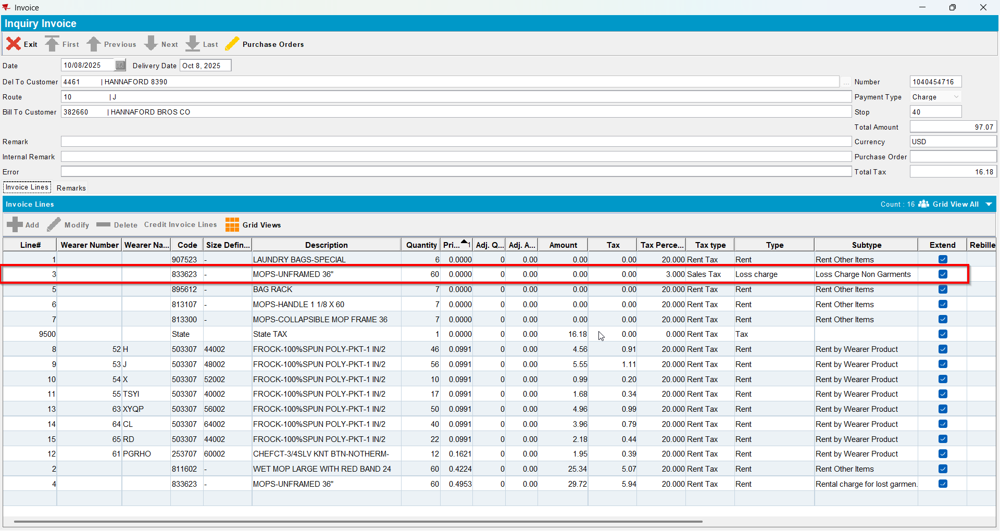 Invoice
Inquiry Invoice
Exit First Previous Next Last Purchase Orders
Date 10/08/2025 Delivery Date Oct 8, 2025
Del To Customer 4461 | HANNAFORD 8390 ... Number 1040454716
Route 10 | J Payment Type Charge
Bill To Customer 382660 | HANNAFORD BROS CO Stop 40
Total Amount 97.07
Remark Currency USD
Internal Remark Purchase Order
Error Total Tax 16.18
Invoice Lines Remarks
Invoice Lines Count : 16 Grid View All
Add Modify Delete Credit Invoice Lines Grid Views
Line# Wearer Number Wearer Na... Code Size Defin... Description Quantity Pri... 1 Adj. Q... Adj. A... Amount Tax Tax Perce... Tax type Type Subtype Extend Rebille
1 907523 - LAUNDRY BAGS-SPECIAL 6 0.0000 0 0.00 0.00 0.00 20.000 Rent Tax Rent Rent Other Items
3 833623 - MOPS-UNFRAMED 36" 60 0.0000 0 0.00 0.00 0.00 3.000 Sales Tax Loss charge Loss Charge Non Garments
5 895612 - BAG RACK 7 0.0000 0 0.00 0.00 0.00 20.000 Rent Tax Rent Rent Other Items
6 813107 - MOPS-HANDLE 1 1/8 X 60 7 0.0000 0 0.00 0.00 0.00 20.000 Rent Tax Rent Rent Other Items
7 813300 - MOPS-COLLAPSIBLE MOP FRAME 36 7 0.0000 0 0.00 0.00 0.00 20.000 Rent Tax Rent Rent Other Items
9500 State State TAX 1 0.0000 0 0.00 16.18 0.00 0.000 Rent Tax Tax
8 52 H 503307 44002 FROCK-100%SPUN POLY-PKT-1 IN/2 46 0.0991 0 0.00 4.56 0.91 20.000 Rent Tax Rent Rent by Wearer Product
9 53 J 503307 48002 FROCK-100%SPUN POLY-PKT-1 IN/2 56 0.0991 0 0.00 5.55 1.11 20.000 Rent Tax Rent Rent by Wearer Product
10 54 X 503307 52002 FROCK-100%SPUN POLY-PKT-1 IN/2 10 0.0991 0 0.00 0.99 0.20 20.000 Rent Tax Rent Rent by Wearer Product
11 55 TSYI 503307 40002 FROCK-100%SPUN POLY-PKT-1 IN/2 17 0.0991 0 0.00 1.68 0.34 20.000 Rent Tax Rent Rent by Wearer Product
13 63 XYQP 503307 56002 FROCK-100%SPUN POLY-PKT-1 IN/2 50 0.0991 0 0.00 4.96 0.99 20.000 Rent Tax Rent Rent by Wearer Product
14 64 CL 503307 64002 FROCK-100%SPUN POLY-PKT-1 IN/2 40 0.0991 0 0.00 3.96 0.79 20.000 Rent Tax Rent Rent by Wearer Product
15 65 RD 503307 44002 FROCK-100%SPUN POLY-PKT-1 IN/2 22 0.0991 0 0.00 2.18 0.44 20.000 Rent Tax Rent Rent by Wearer Product
12 61 PGRHO 253707 60002 CHEFCT-3/4SLV KNT BTN-NOTHERM- 12 0.1621 0 0.00 1.95 0.39 20.000 Rent Tax Rent Rent by Wearer Product
2 811602 - WET MOP LARGE WITH RED BAND 24 60 0.4224 0 0.00 25.34 5.07 20.000 Rent Tax Rent Rent Other Items
4 833623 - MOPS-UNFRAMED 36" 60 0.4953 0 0.00 29.72 5.94 20.000 Rent Tax Rent Rental charge for lost garmen.